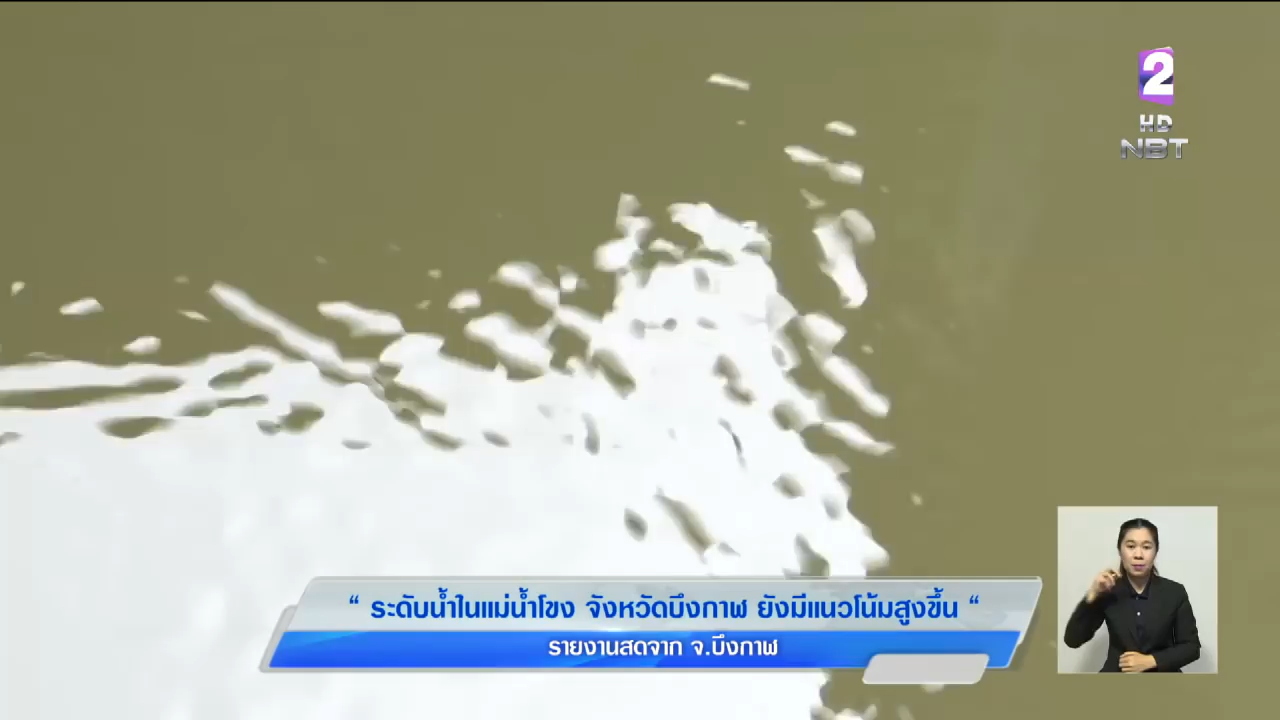 2
HD
NBT
“ ระดับน้ำในแม่น้ำโขง จังหวัดบึงกาฬ ยังมีแนวโน้มสูงขึ้น “
รายงานสดจาก จ.บึงกาฬ